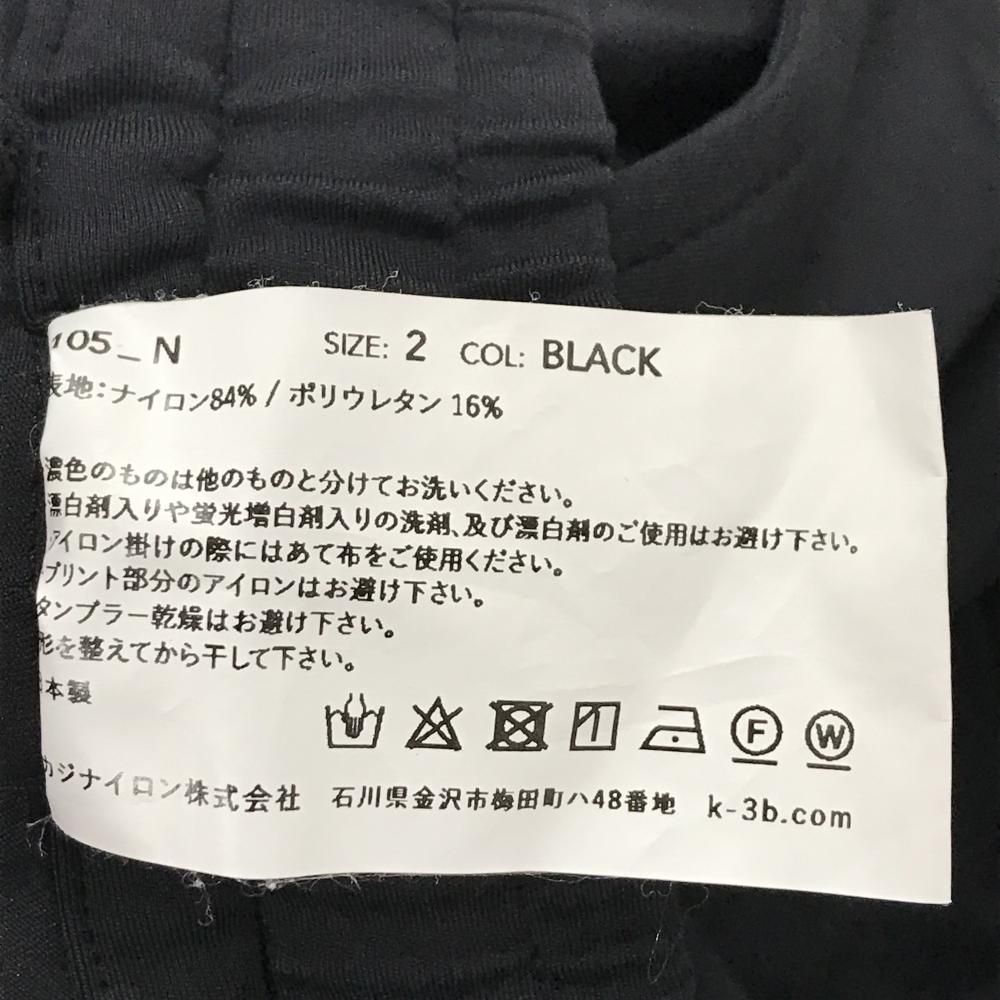 105_N SIZE: 2 COL: BLACK
表地:ナイロン84% / ポリウレタン 16%
濃色のものは他のものと分けてお洗いください。
漂白剤入りや蛍光増白剤入りの洗剤、及び漂白剤のご使用はお避け下さい。
アイロン掛けの際にはあて布をご使用ください。
・プリント部分のアイロンはお避け下さい。
タンブラー乾燥はお避け下さい。
形を整えてから干して下さい。
日本製
F W
カジナイロン株式会社 石川県金沢市梅田町ハ48番地 k-3b.com